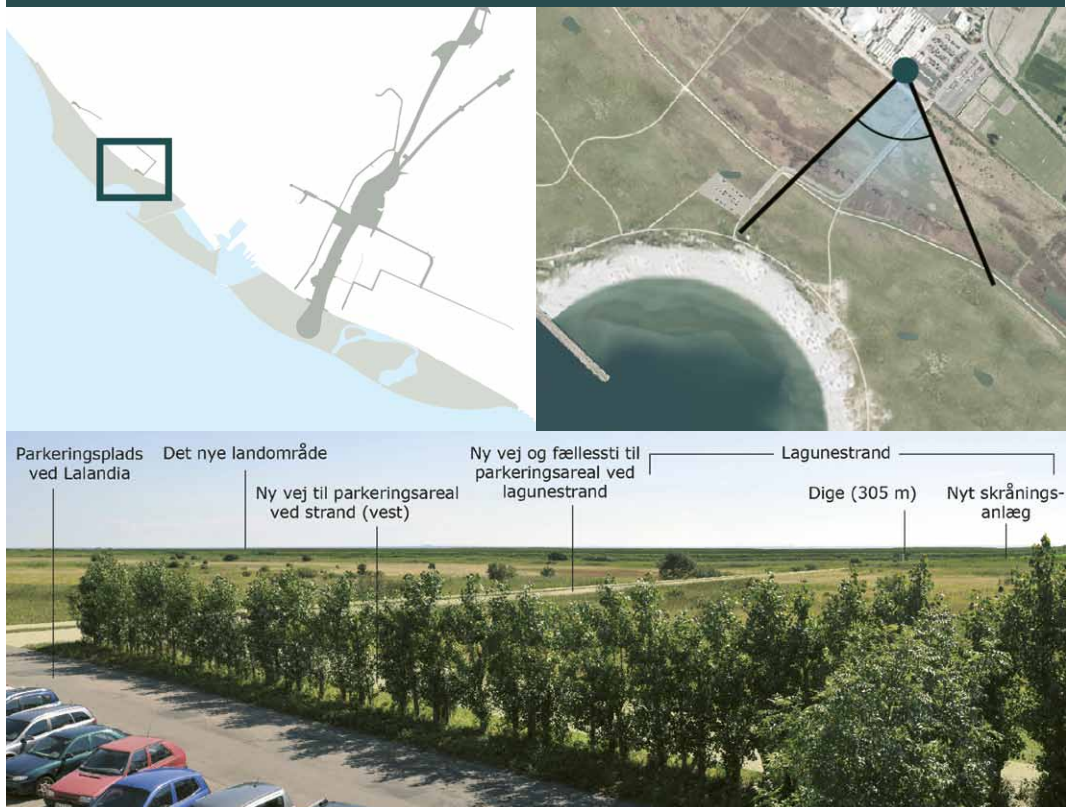 Parkeringsplads
ved Lalandia
Det nye landområde
Ny vej til parkeringsareal
ved strand (vest)
Ny vej og fællessti til
parkeringsareal ved
lagunestrand
Lagunestrand
Dige (305 m)
Nyt skrånings-
anlæg